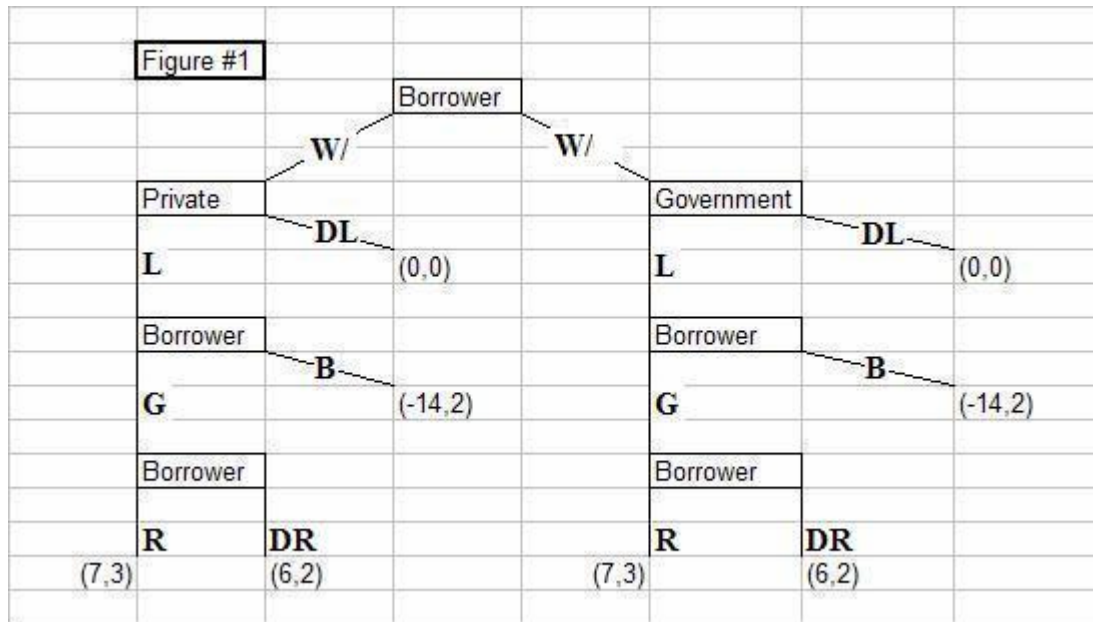 Figure #1
Borrower
W/ W/
Private Government
DL DL
L (0,0) L (0,0)
Borrower Borrower
B B
G (-14,2) G (-14,2)
Borrower Borrower
R DR R DR
(7,3) (6,2) (7,3) (6,2)